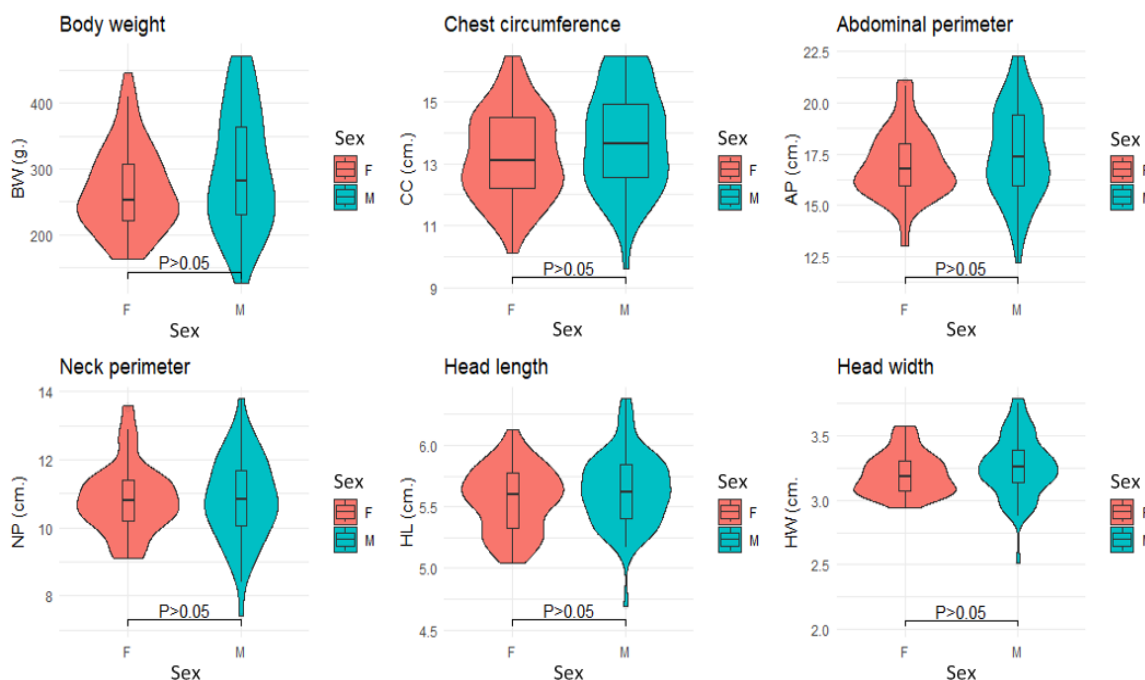 Body weight
BW (g.)
400
300
200
P>0.05
F
M
Sex
Sex
F
M
Chest circumference
CC (cm.)
15
13
11
9
P>0.05
F
M
Sex
Sex
F
M
Abdominal perimeter
AP (cm.)
22.5
20.0
17.5
15.0
12.5
P>0.05
F
M
Sex
Sex
Neck perimeter
NP (cm.)
14
12
10
8
P>0.05
F
M
Sex
Sex
F
M
Head length
HL (cm.)
6.0
5.5
5.0
4.5
P>0.05
F
M
Sex
Sex
F
M
Head width
HW (cm.
3.5
3.0
2.5
2.0
P>0.05
F
M
Sex
Sex